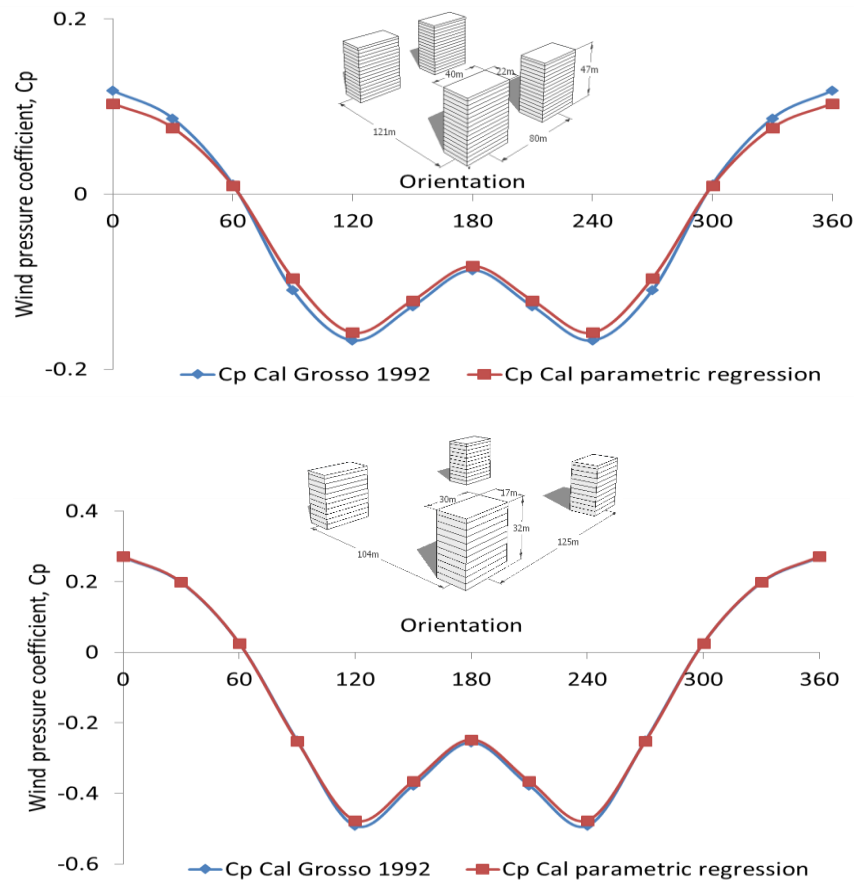 0.2
Wind pressure coefficient, Cp
40m
22m
47m
121m
80m
Orientation
0
0 60 120 180 240 300 360
-0.2
Cp Cal Grosso 1992 Cp Cal parametric regression
0.4
Wind pressure coefficient, Cp
30m
17m
32m
104m
125m
0.2
Orientation
0
0 60 120 180 240 300 360
-0.2
-0.4
-0.6
Cp Cal Grosso 1992 Cp Cal parametric regression